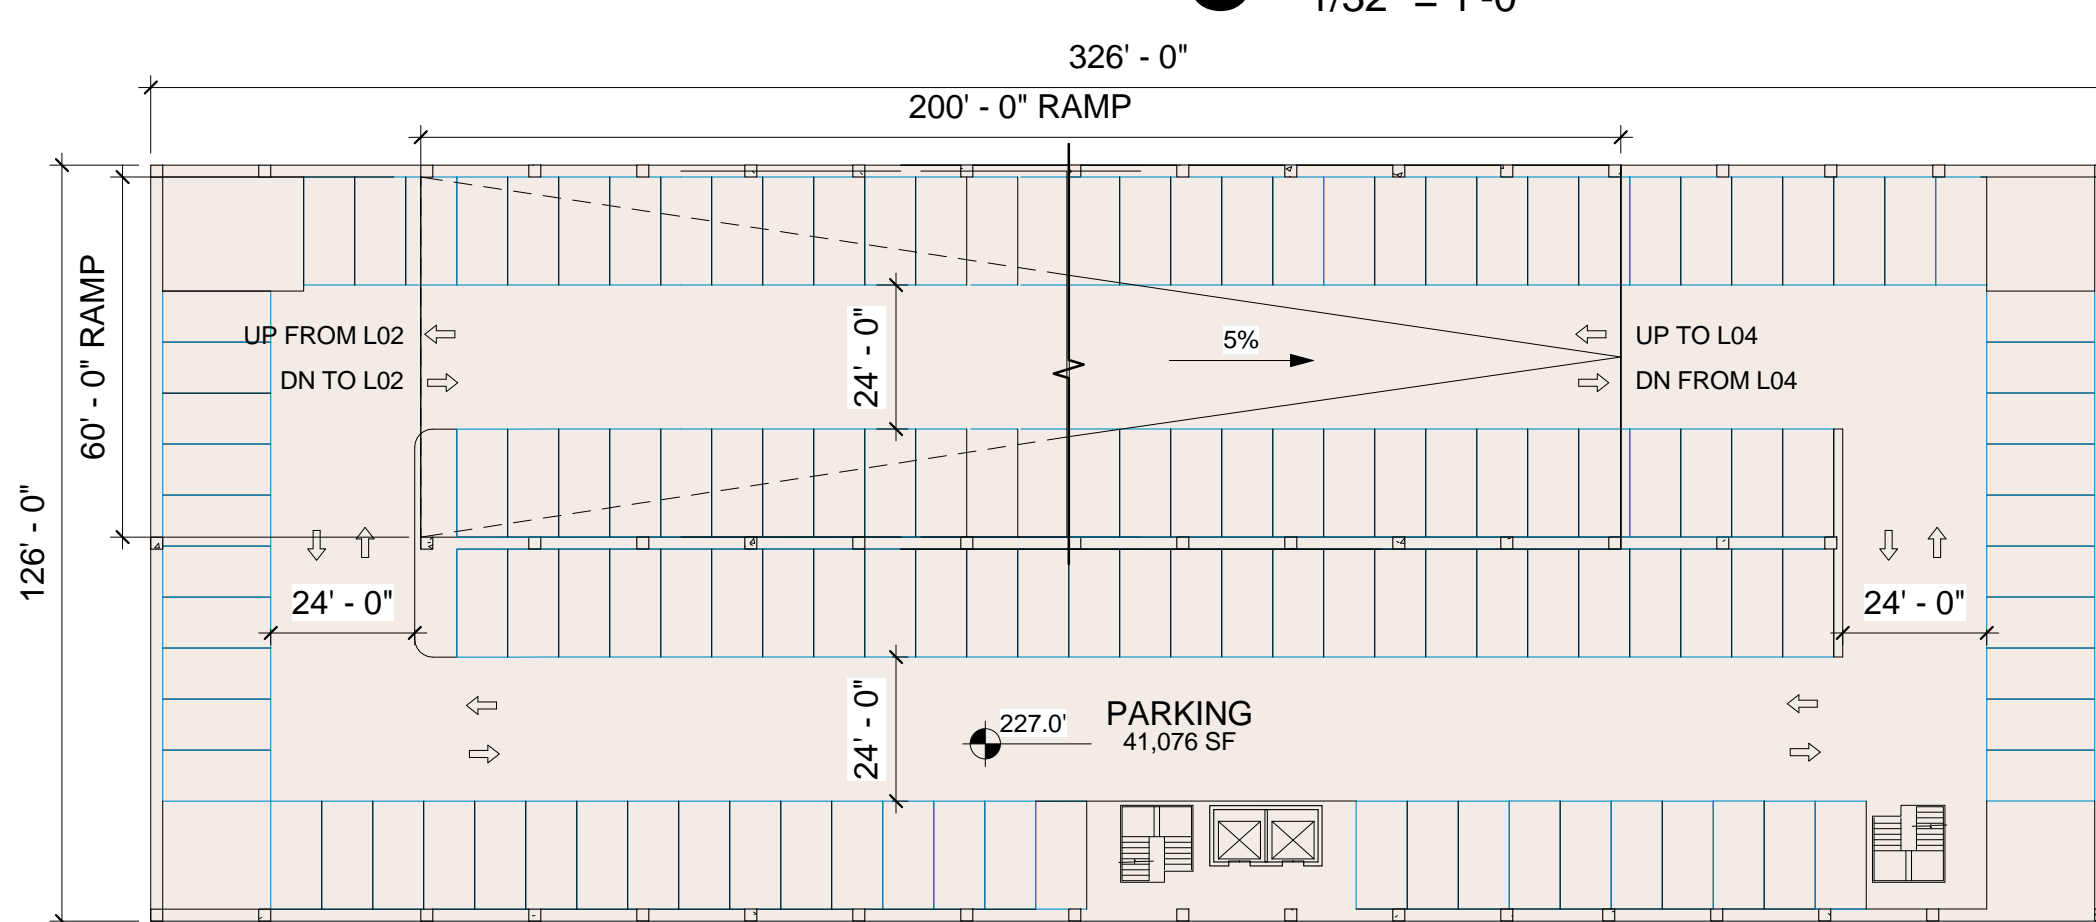 326' - 0"
200' - 0" RAMP
60' - 0" RAMP
126' - 0"
UP FROM L02
DN TO L02
24' - 0"
5%
UP TO L04
DN FROM L04
24' - 0"
24' - 0"
24' - 0"
227.0'
PARKING
41,076 SF